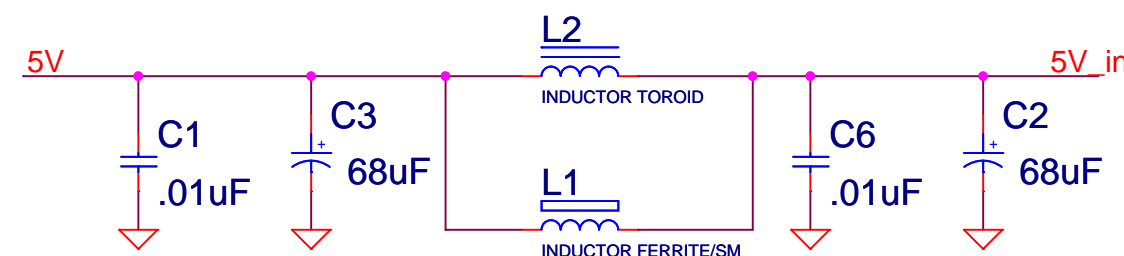 L2
5V
5V_in
INDUCTOR TOROID
C1
.01uF
C3
+
68uF
L1
INDUCTOR FERRITE/SM
C6
.01uF
C2
+
68uF